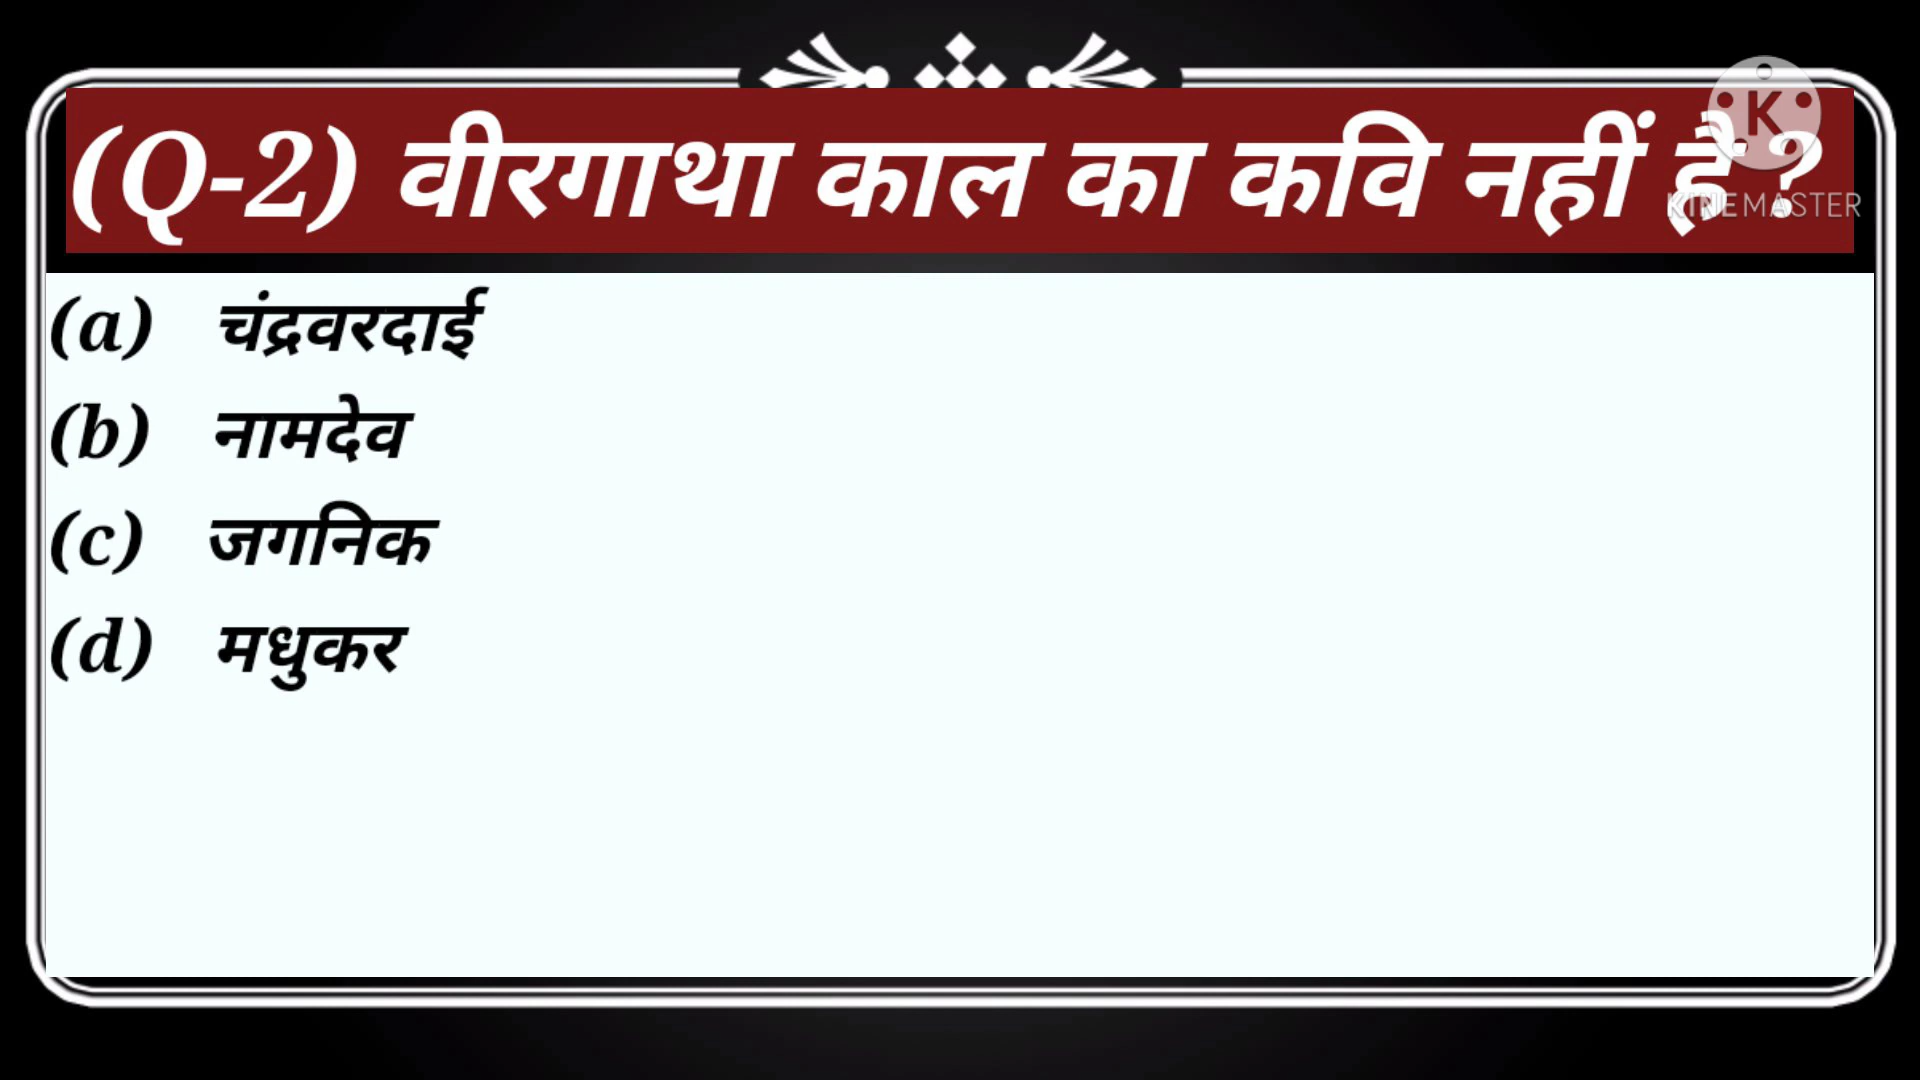 (Q-2) वीरगाथा काल का कवि नहीं है ?
KINEMASTER
(a) चंद्रवरदाई
(b) नामदेव
(c) जगनिक
(d) मधुकर